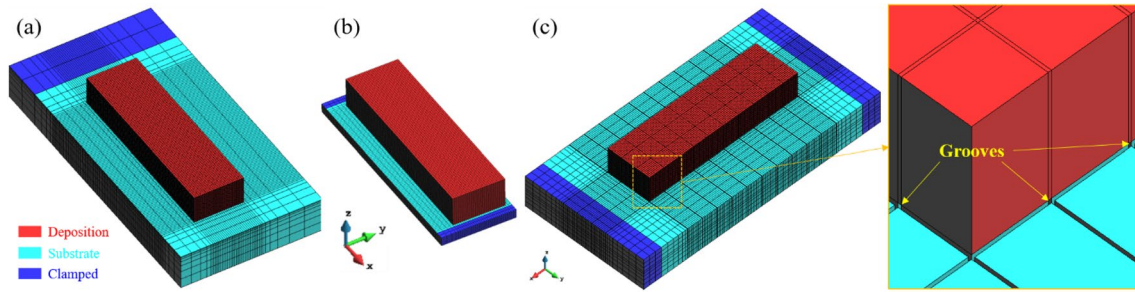 (a)
(b)
(c)
Grooves
Deposition
Substrate
Clamped
z
y
x
z
x
y